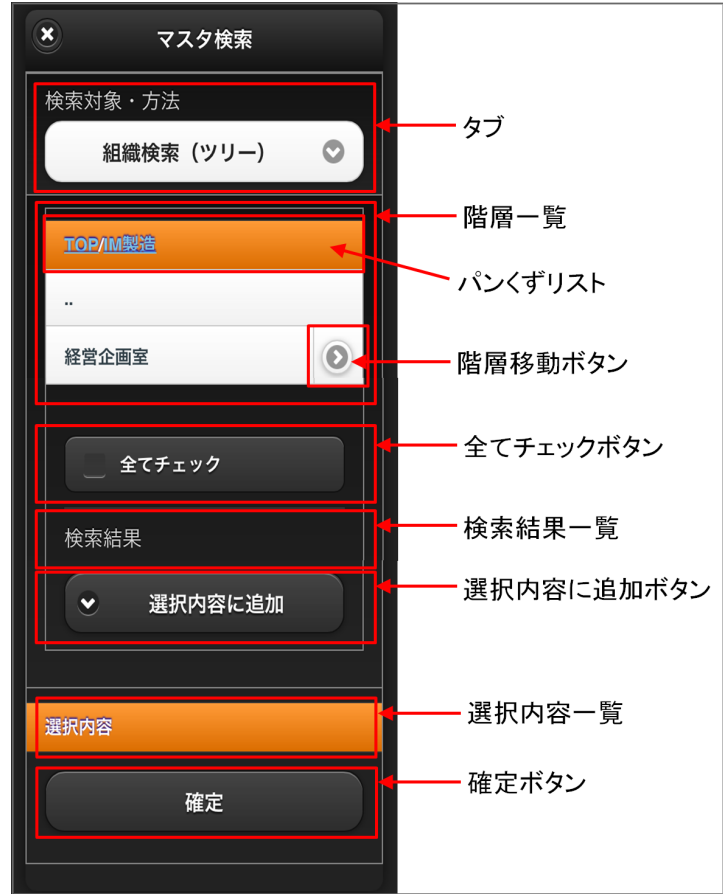 マスタ検索
検索対象・方法
タブ
組織検索（ツリー）
階層一覧
TOP/IM製造
パンくずリスト
..
経営企画室
階層移動ボタン
全てチェック
全てチェックボタン
検索結果
検索結果一覧
選択内容に追加
選択内容に追加ボタン
選択内容
選択内容一覧
確定
確定ボタン